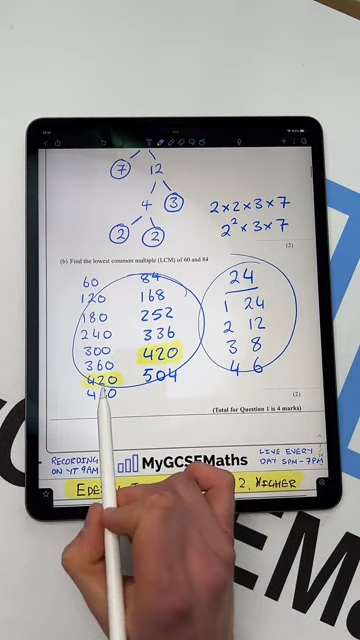 7 12
4 3
2 2
2×2×3×7
2²×3×7
(2)
(b) Find the lowest common multiple (LCM) of 60 and 84
60 84
120 168
180 252
240 336
300 420
360 504
420
24
1 24
2 12
3 8
4 6
(2)
(Total for Question 1 is 4 marks)
RECORDING
ON YT 9AM
MyGCSEMaths
LIVE EVERY
DAY 5PM-7PM
2, HIGHER
EM